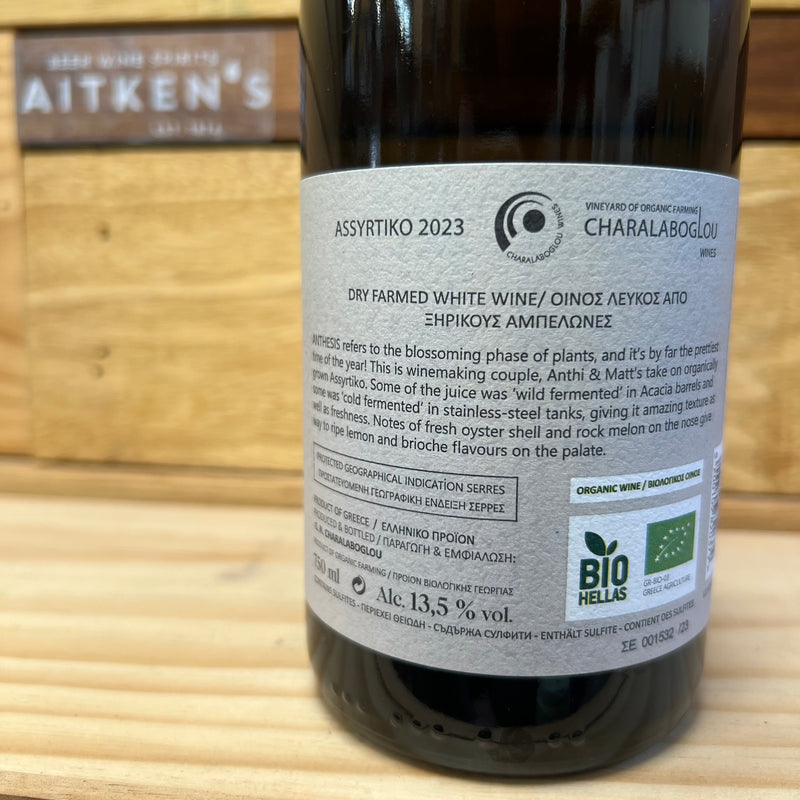 BEER WINE SPIRITS
AITKEN'S
ASSYRTIKO 2023
CHARALABOGLOU WINES
VINEYARD OF ORGANIC FARMING
CHARALABOGLOU
WINES
DRY FARMED WHITE WINE/ ΟΙΝΟΣ ΛΕΥΚΟΣ ΑΠΟ
ΞΗΡΙΚΟΥΣ ΑΜΠΕΛΩΝΕΣ
ANTHESIS refers to the blossoming phase of plants, and it's by far the prettiest
time of the year! This is winemaking couple, Anthi & Matt's take on organically
grown Assyrtiko. Some of the juice was 'wild fermented' in Acacia barrels and
some was 'cold fermented' in stainless-steel tanks, giving it amazing texture as
well as freshness. Notes of fresh oyster shell and rock melon on the nose give
way to ripe lemon and brioche flavours on the palate.
PROTECTED GEOGRAPHICAL INDICATION SERRES
ΠΡΟΣΤΑΤΕΥΟΜΕΝΗ ΓΕΩΓΡΑΦΙΚΗ ΕΝΔΕΙΞΗ ΣΕΡΡΕΣ
PRODUCT OF GREECE / ΕΛΛΗΝΙΚΟ ΠΡΟΪΟΝ
PRODUCED & BOTTLED / ΠΑΡΑΓΩΓΗ & ΕΜΦΙΑΛΩΣΗ:
CHARALABOGLOU
PRODUCT OF ORGANIC FARMING / ΠΡΟΪΟΝ ΒΙΟΛΟΓΙΚΗΣ ΓΕΩΡΓΙΑΣ
750 ml Alc. 13,5 % vol.
CONTAINS SULFITES - ΠΕΡΙΕΧΕΙ ΘΕΙΩΔΗ - СЪДЪРЖА СУЛФИТИ - ENTHÄLT SULFITE - CONTIENT DES SULFITES
ORGANIC WINE / ΒΙΟΛΟΓΙΚΟΣ ΟΙΝΟΣ
BIO
HELLAS
GR-BIO-03
GREECE AGRICULTURE
ΣΕ 001532 /23